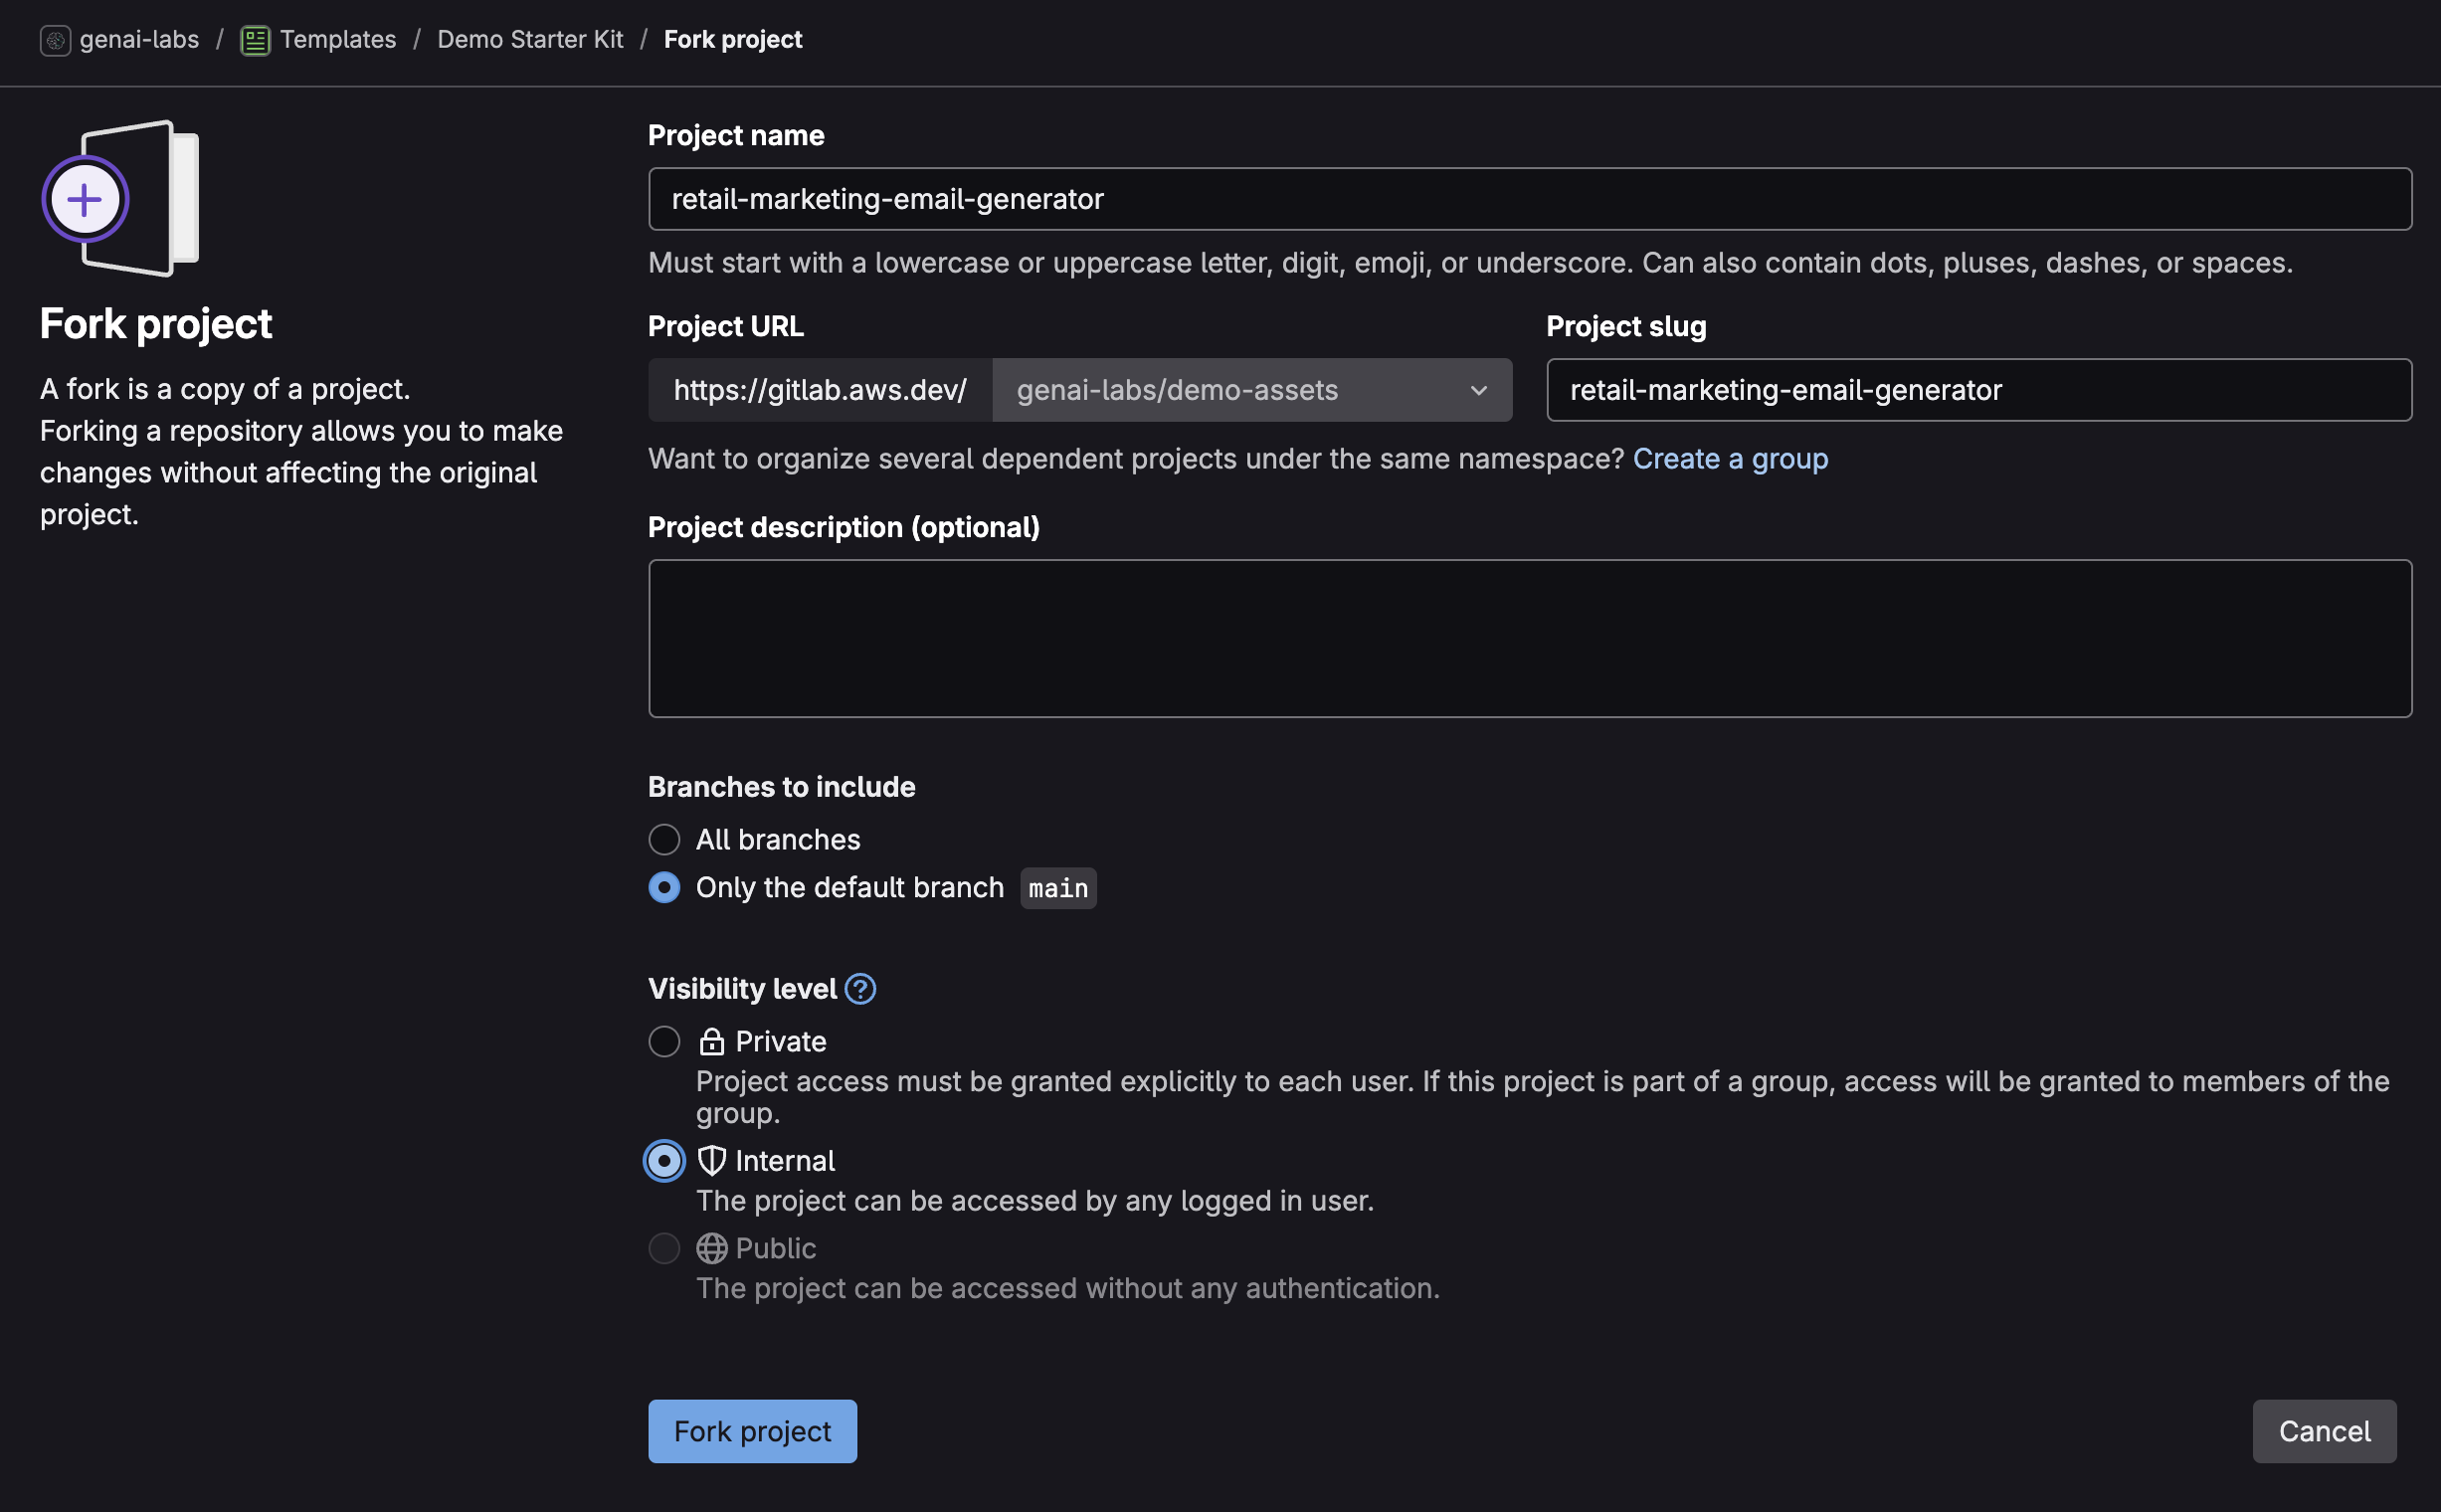 genai-labs / Templates / Demo Starter Kit / Fork project
Fork project
A fork is a copy of a project.
Forking a repository allows you to make
changes without affecting the original
project.
Project name
retail-marketing-email-generator
Must start with a lowercase or uppercase letter, digit, emoji, or underscore. Can also contain dots, pluses, dashes, or spaces.
Project URL
https://gitlab.aws.dev/ genai-labs/demo-assets
Project slug
retail-marketing-email-generator
Want to organize several dependent projects under the same namespace? Create a group
Project description (optional)
Branches to include
All branches
Only the default branch main
Visibility level ?
Private
Project access must be granted explicitly to each user. If this project is part of a group, access will be granted to members of the
group.
Internal
The project can be accessed by any logged in user.
Public
The project can be accessed without any authentication.
Fork project
Cancel